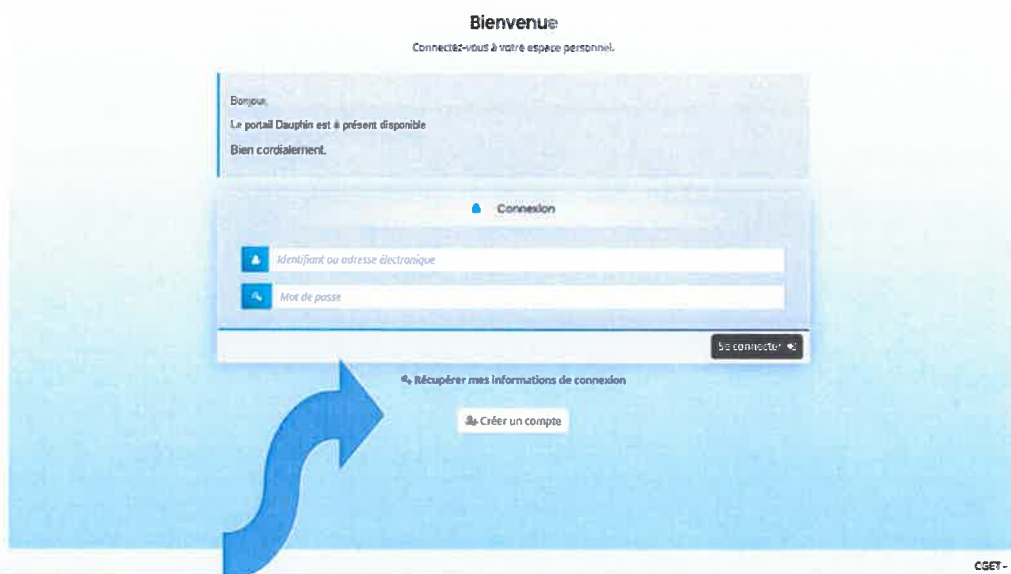 Bienvenue
Connectez-vous à votre espace personnel.
Bonjour,
Le portail Dauphin est à présent disponible
Bien cordialement.
Connexion
Identifiant ou adresse électronique
Mot de passe
Se connecter
Récupérer mes informations de connexion
Créer un compte
CGET -